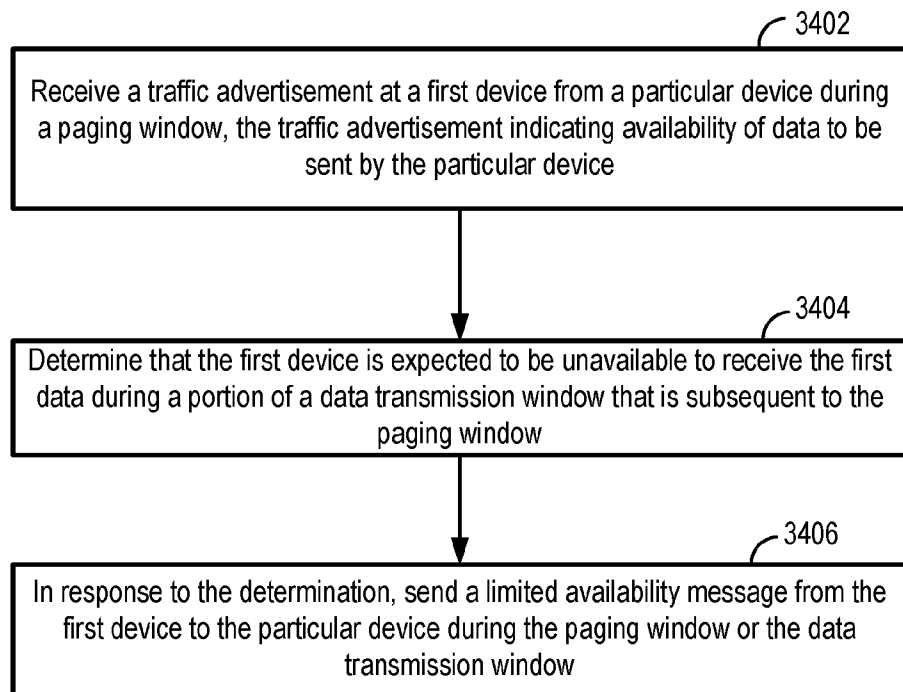 3402
Receive a traffic advertisement at a first device from a particular device during
a paging window, the traffic advertisement indicating availability of data to be
sent by the particular device
3404
Determine that the first device is expected to be unavailable to receive the first
data during a portion of a data transmission window that is subsequent to the
paging window
3406
In response to the determination, send a limited availability message from the
first device to the particular device during the paging window or the data
transmission window